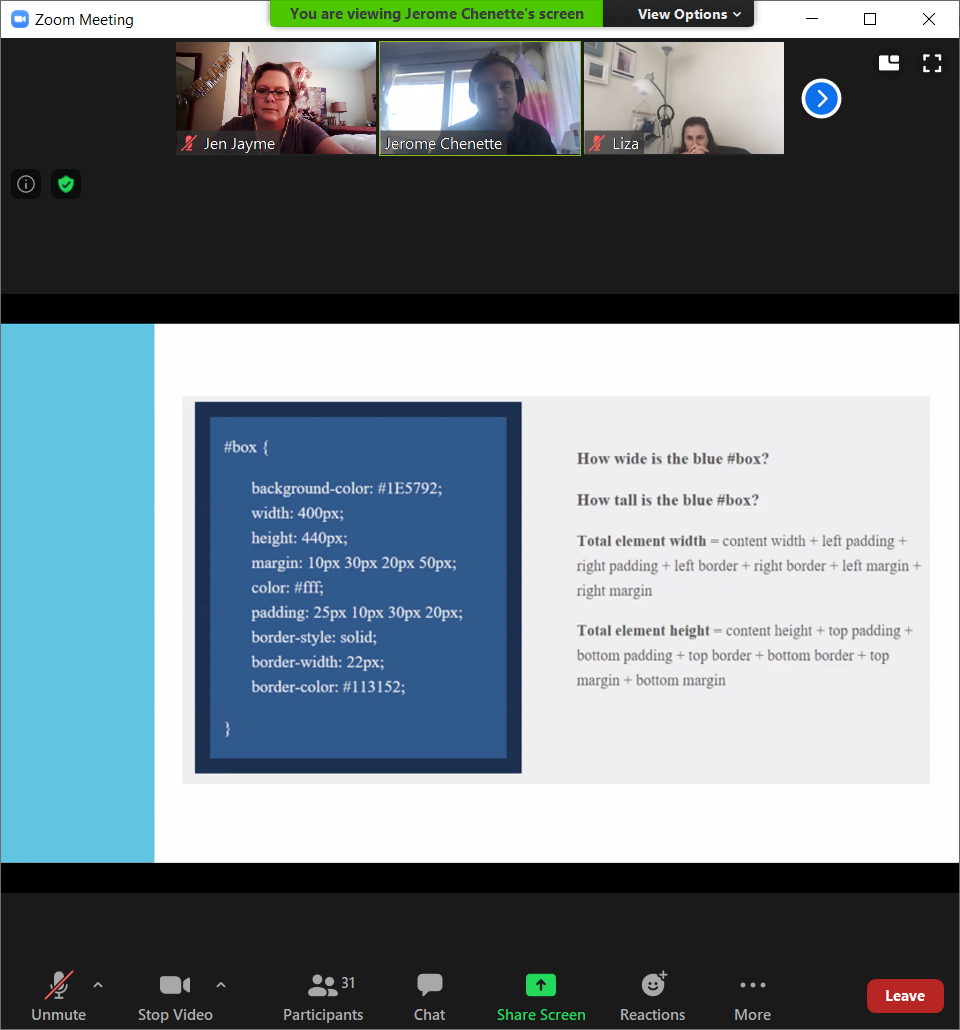 Zoom Meeting
You are viewing Jerome Chenette's screen
View Options
Jen Jayme
Jerome Chenette
Liza
#box {
background-color: #1E5792;
width: 400px;
height: 440px;
margin: 10px 30px 20px 50px;
color: #fff;
padding: 25px 10px 30px 20px;
border-style: solid;
border-width: 22px;
border-color: #113152;
}
How wide is the blue #box?
How tall is the blue #box?
Total element width = content width + left padding +
right padding + left border + right border + left margin +
right margin
Total element height = content height + top padding +
bottom padding + top border + bottom border + top
margin + bottom margin
Unmute
Stop Video
Participants
31
Chat
Share Screen
Reactions
More
Leave